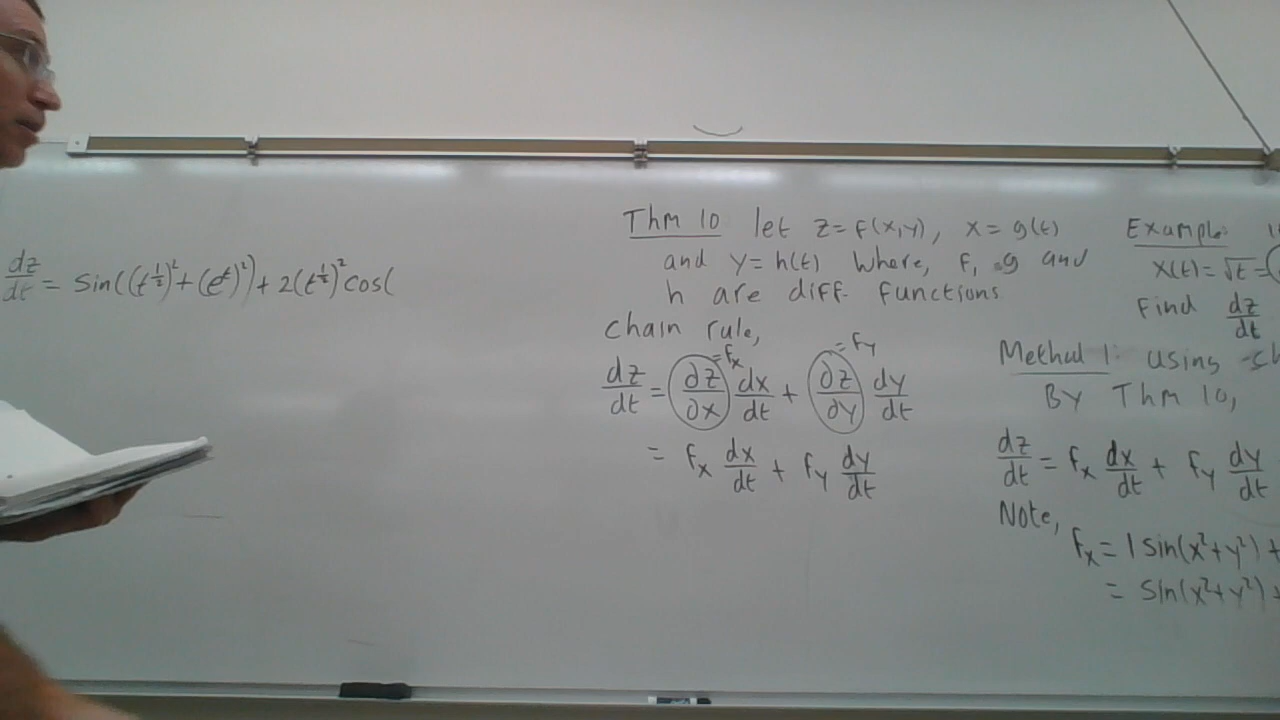 dz/dt = Sin((t^½)²+(e^t)²)+2(t^½)²cos(
Thm 10 let z=f(x,y), x=g(t)
and y=h(t) where, f, g and
h are diff. functions
chain rule,
dz/dt = ∂z/∂x =fx dx/dt + ∂z/∂y =fy dy/dt
= fx dx/dt + fy dy/dt
Example:
x(t)=√t=
Find dz/dt
Method 1: using
By Thm 10,
dz/dt = fx dx/dt + fy dy/dt
Note,
fx = 1 sin(x²+y²)+
= sin(x²+y²)+